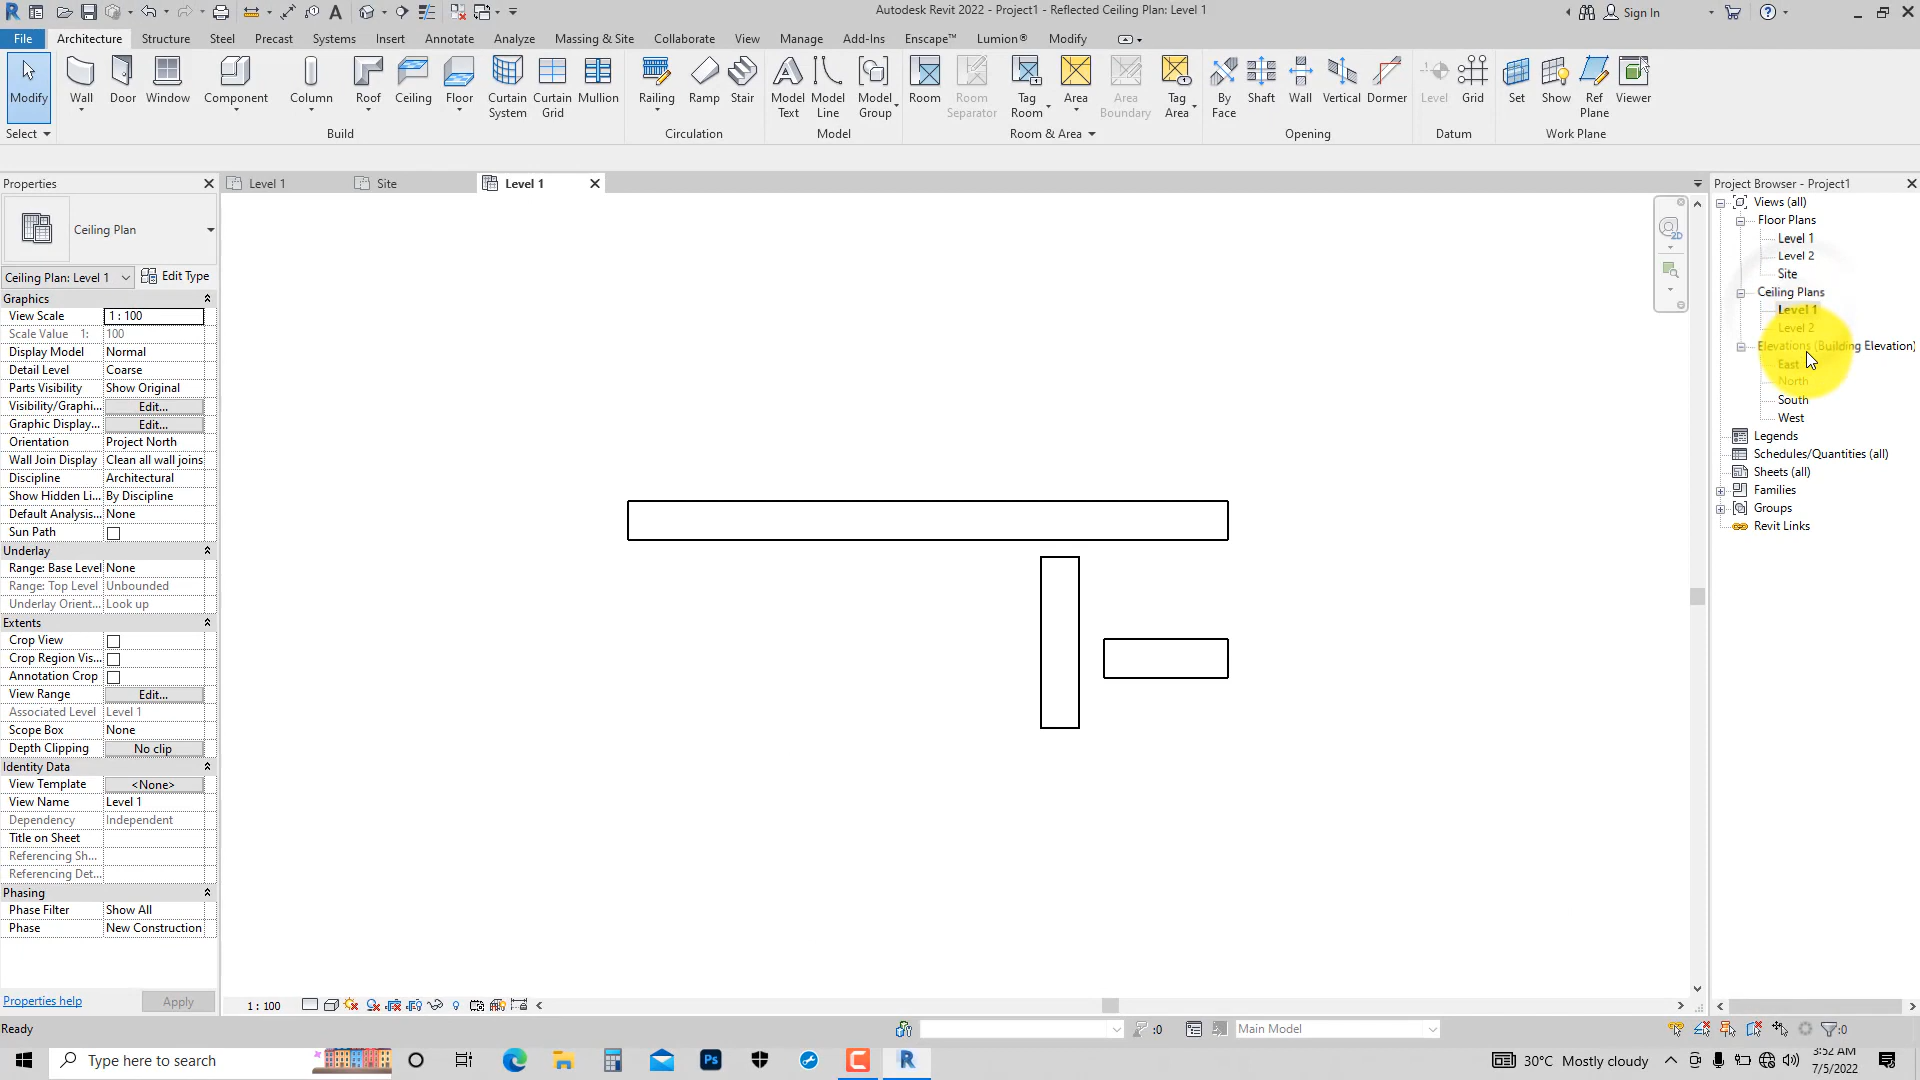 Autodesk Revit 2022 - Project1 - Reflected Ceiling Plan: Level 1
Sign In
File Architecture Structure Steel Precast Systems Insert Annotate Analyze Massing & Site Collaborate View Manage Add-Ins Enscape™ Lumion® Modify
Modify Wall Door Window Component Column Roof Ceiling Floor Curtain System Curtain Grid Mullion Railing Ramp Stair Model Text Model Line Model Group Room Room Separator Tag Room Area Area Boundary Tag Area By Face Shaft Wall Vertical Dormer Level Grid Set Show Ref Plane Viewer
Select Build Circulation Model Room & Area Opening Datum Work Plane
Properties
Level 1
Site
Level 1
Project Browser - Project1
Ceiling Plan
Ceiling Plan: Level 1 Edit Type
Graphics
View Scale 1 : 100
Scale Value 1: 100
Display Model Normal
Detail Level Coarse
Parts Visibility Show Original
Visibility/Graphi... Edit...
Graphic Display... Edit...
Orientation Project North
Wall Join Display Clean all wall joins
Discipline Architectural
Show Hidden Li... By Discipline
Default Analysis... None
Sun Path
Underlay
Range: Base Level None
Range: Top Level Unbounded
Underlay Orient... Look up
Extents
Crop View
Crop Region Vis...
Annotation Crop
View Range Edit...
Associated Level Level 1
Scope Box None
Depth Clipping No clip
Identity Data
View Template <None>
View Name Level 1
Dependency Independent
Title on Sheet
Referencing Sh...
Referencing Det...
Phasing
Phase Filter Show All
Phase New Construction
Properties help Apply
2D
Views (all)
Floor Plans
Level 1
Level 2
Site
Ceiling Plans
Level 1
Level 2
Elevations (Building Elevation)
East
North
South
West
Legends
Schedules/Quantities (all)
Sheets (all)
Families
Groups
Revit Links
1 : 100
Ready
:0
Main Model
:0
Type here to search
30°C Mostly cloudy
3:52 AM
7/5/2022